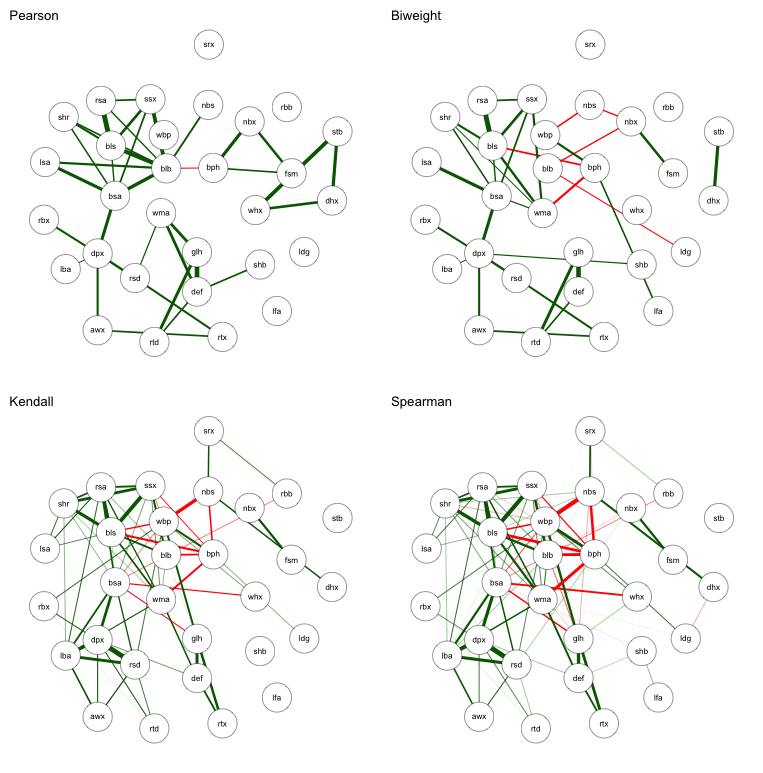 Pearson
srx
rsa
ssx
nbs
rbb
shr
nbx
wbp
stb
bls
lsa
blb
bph
fsm
bsa
dhx
whx
wma
rbx
dpx
glh
ldg
lba
rsd
shb
def
lfa
awx
rtd
rtx
Biweight
srx
rsa
ssx
nbs
rbb
shr
nbx
wbp
stb
bls
lsa
blb
bph
fsm
bsa
dhx
wma
whx
rbx
dpx
glh
ldg
lba
rsd
shb
def
lfa
awx
rtd
rtx
Kendall
srx
rsa
ssx
nbs
rbb
shr
nbx
wbp
stb
bls
lsa
blb
bph
fsm
bsa
dhx
wma
whx
rbx
dpx
glh
ldg
lba
rsd
shb
def
lfa
awx
rtd
rtx
Spearman
srx
rsa
ssx
nbs
rbb
shr
nbx
wbp
stb
bls
lsa
blb
bph
fsm
bsa
dhx
wma
whx
rbx
dpx
glh
ldg
lba
rsd
shb
def
lfa
awx
rtd
rtx